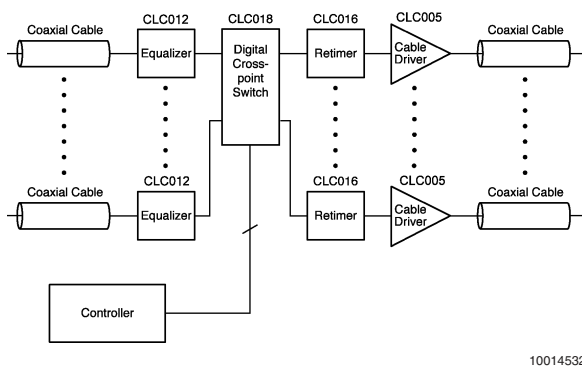 CLC012
CLC018
CLC016
CLC005
Coaxial Cable
Equalizer
Digital
Cross-
point
Switch
Retimer
Cable
Driver
Coaxial Cable
Coaxial Cable
CLC012
Equalizer
CLC016
Retimer
CLC005
Cable
Driver
Coaxial Cable
Controller
10014532